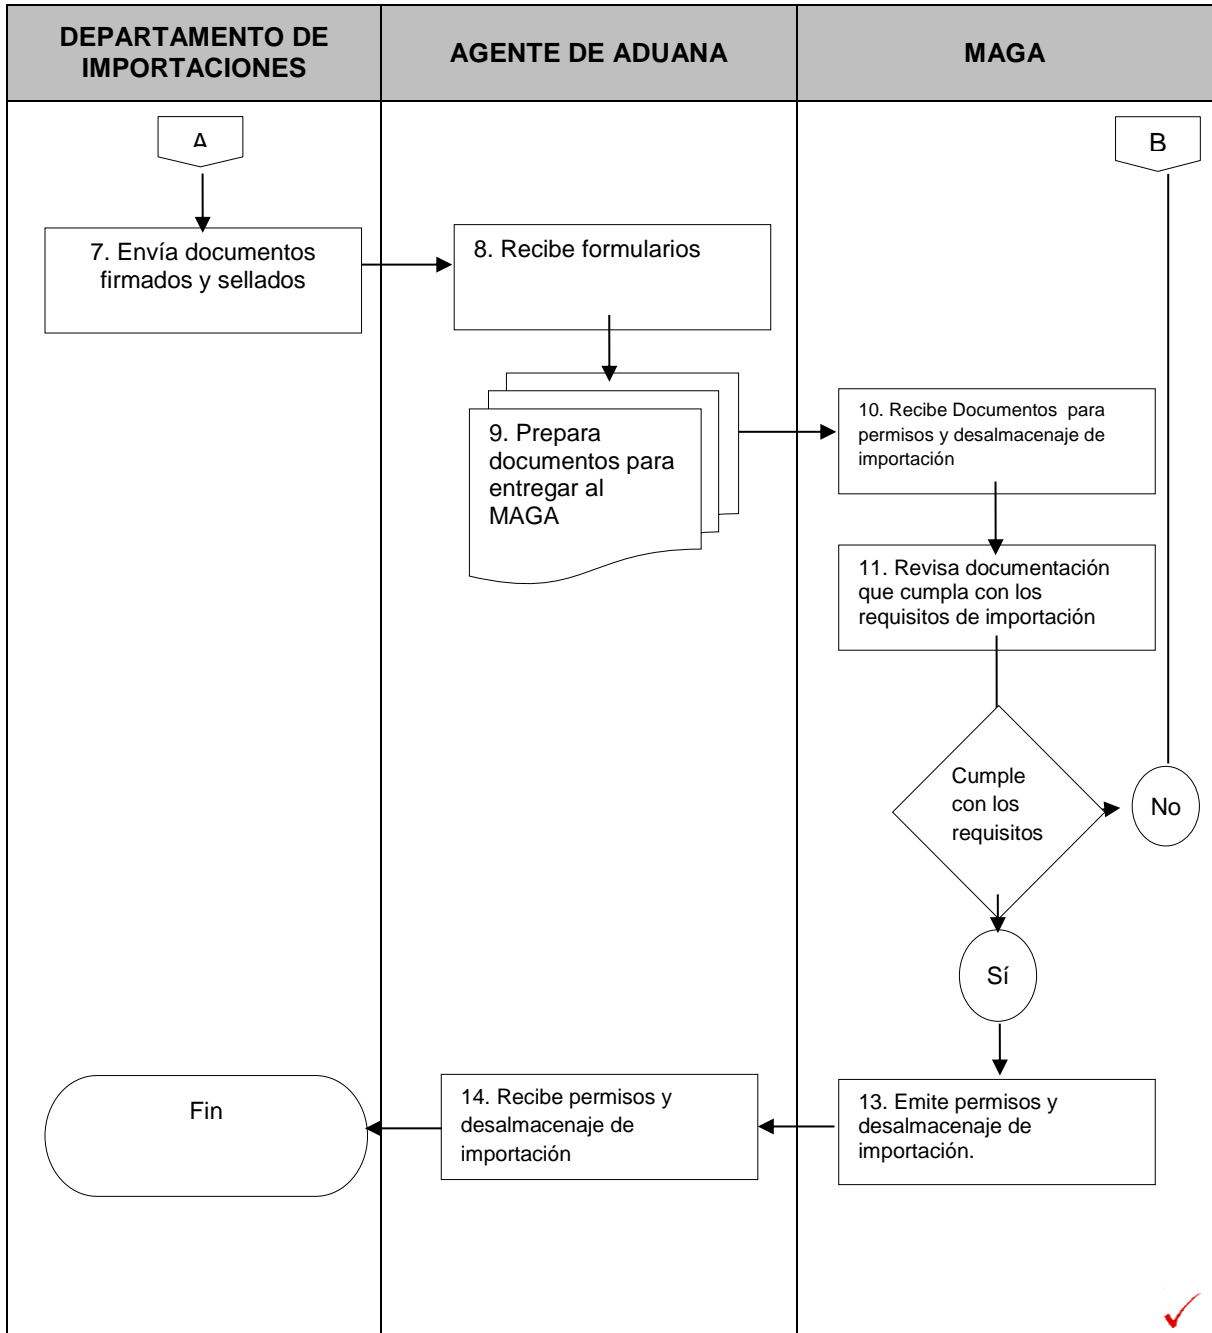 DEPARTAMENTO DE
IMPORTACIONES
AGENTE DE ADUANA
MAGA
A
B
7. Envía documentos
firmados y sellados
8. Recibe formularios
9. Prepara
documentos para
entregar al
MAGA
10. Recibe Documentos para
permisos y desalmacenaje de
importación
11. Revisa documentación
que cumpla con los
requisitos de importación
Cumple
con los
requisitos
No
Sí
Fin
14. Recibe permisos y
desalmacenaje de
importación
13. Emite permisos y
desalmacenaje de
importación.